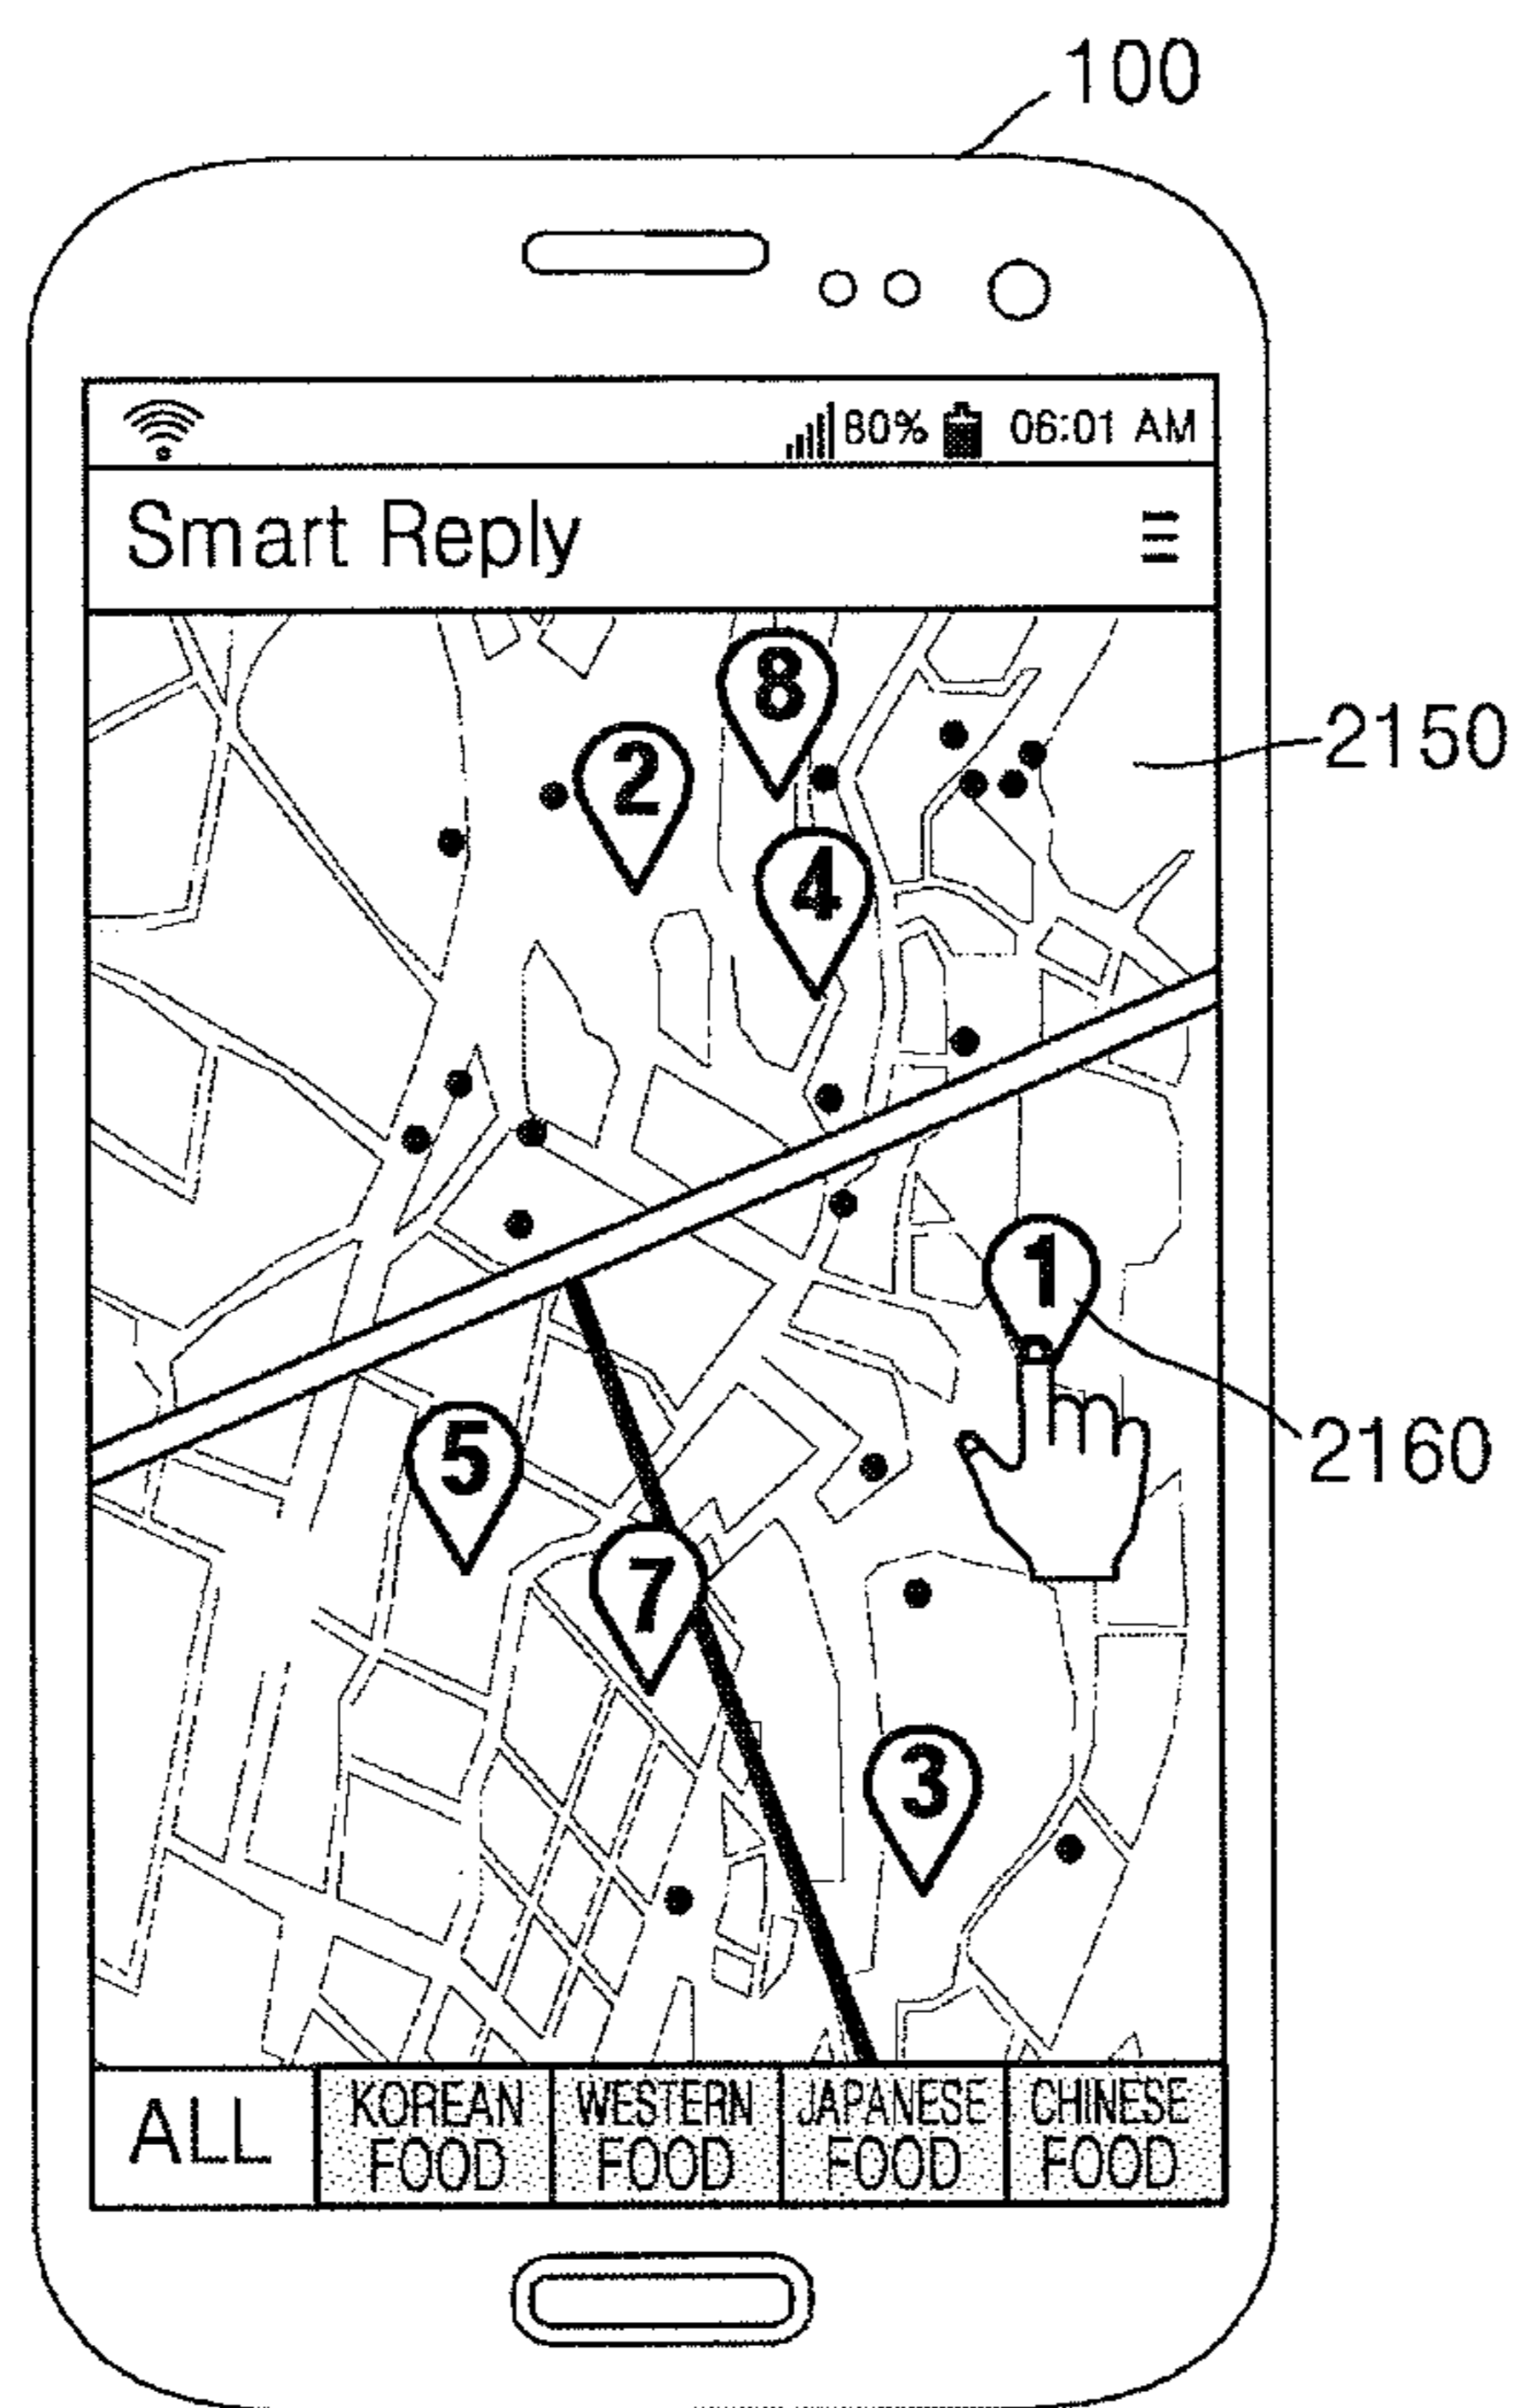 100
80% 06:01 AM
Smart Reply
8
2150
2
4
1
2160
5
7
3
ALL
KOREAN
FOOD
WESTERN
FOOD
JAPANESE
FOOD
CHINESE
FOOD